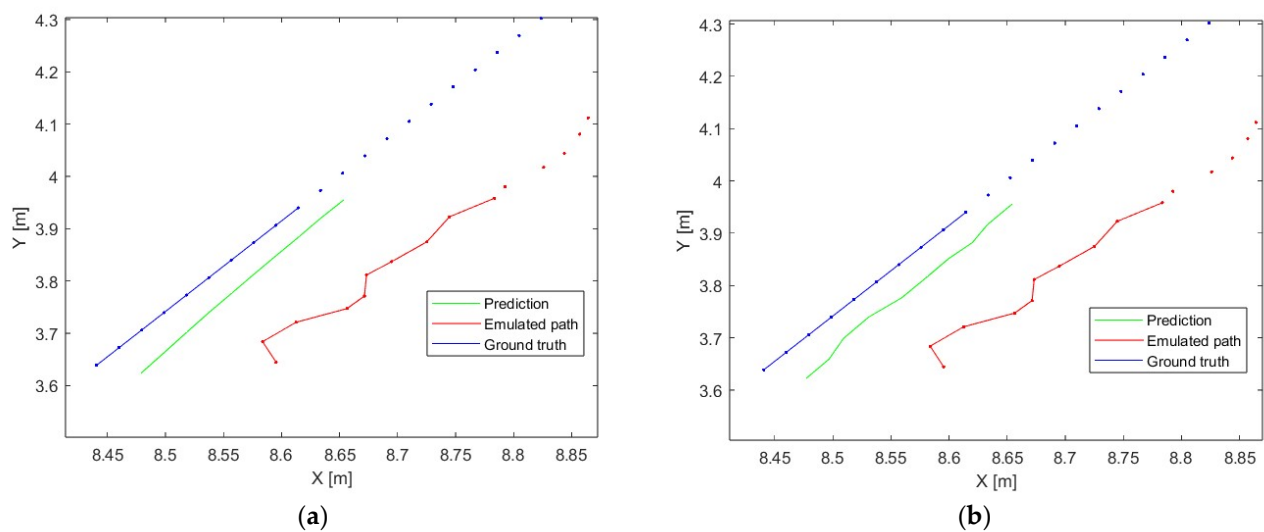 4.3
4.2
4.1
4
3.9
3.8
3.7
3.6
Y [m]
Prediction
Emulated path
Ground truth
8.45 8.5 8.55 8.6 8.65 8.7 8.75 8.8 8.85
X [m]
(a)
4.3
4.2
4.1
4
3.9
3.8
3.7
3.6
Y [m]
Prediction
Emulated path
Ground truth
8.45 8.5 8.55 8.6 8.65 8.7 8.75 8.8 8.85
X [m]
(b)